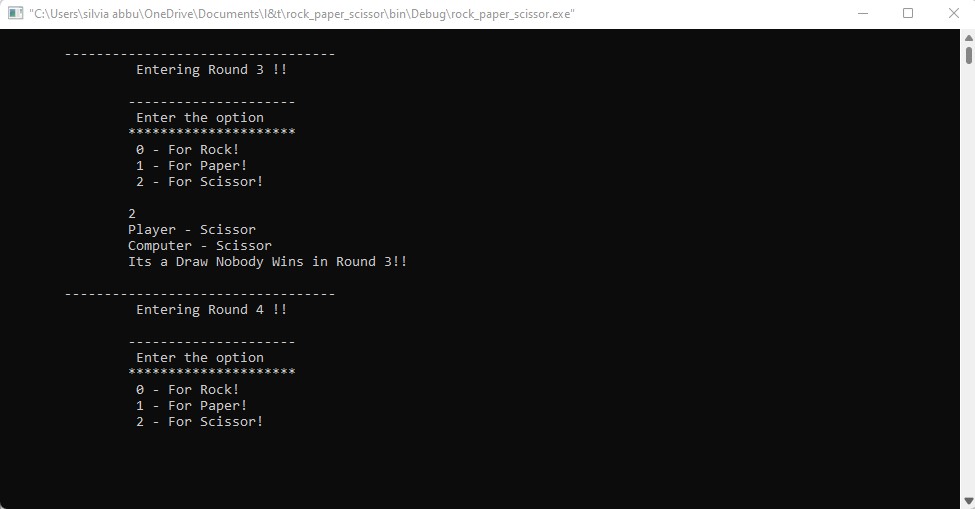 "C:\Users\silvia abbu\OneDrive\Documents\I&t\rock_paper_scissor\bin\Debug\rock_paper_scissor.exe"
----------------------------------
Entering Round 3 !!
---------------------
Enter the option
*********************
0 - For Rock!
1 - For Paper!
2 - For Scissor!
2
Player - Scissor
Computer - Scissor
Its a Draw Nobody Wins in Round 3!!
----------------------------------
Entering Round 4 !!
---------------------
Enter the option
*********************
0 - For Rock!
1 - For Paper!
2 - For Scissor!